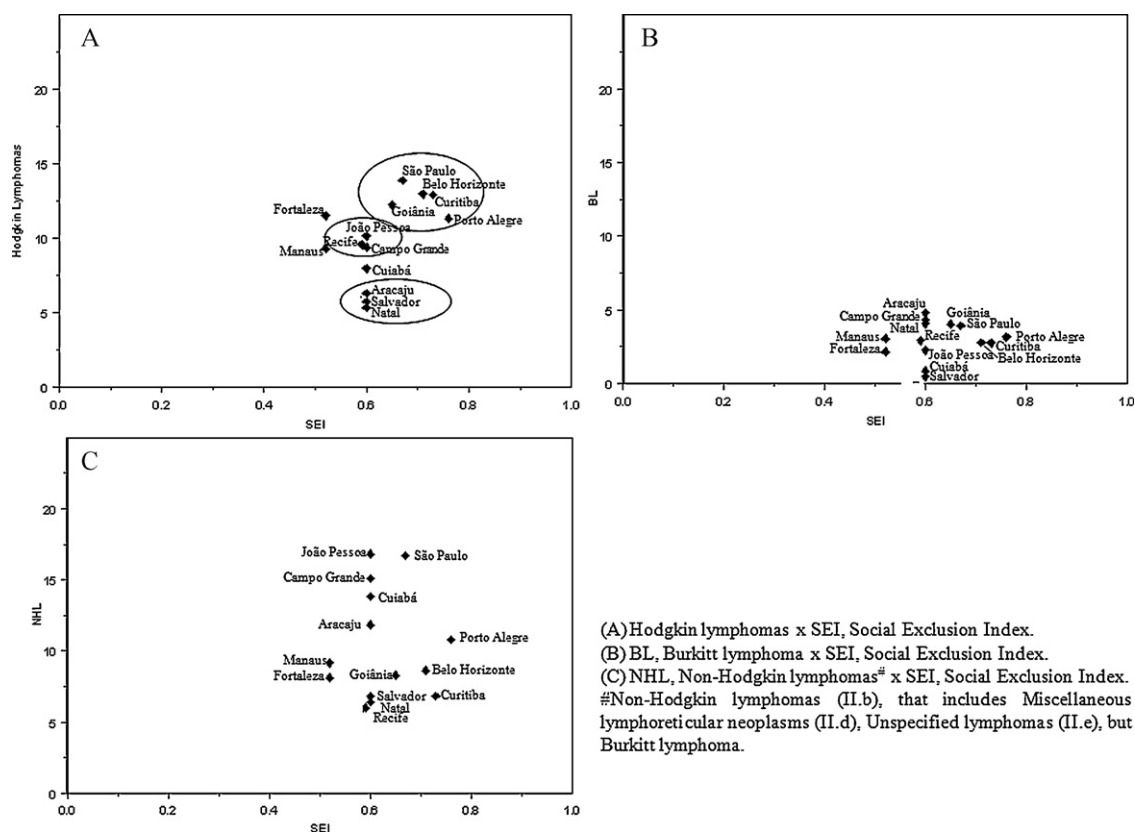 A
Hodgkin Lymphomas
20
15
10
5
0
São Paulo
Belo Horizonte
Curitiba
Goiânia
Porto Alegre
Fortaleza
João Pessoa
Recife
Campo Grande
Manaus
Cuiabá
Aracaju
Salvador
Natal
0.0 0.2 0.4 0.6 0.8 1.0
SEI
B
BL
20
15
10
5
0
Aracaju
Goiânia
Campo Grande
São Paulo
Natal
Manaus
Recife
Porto Alegre
Curitiba
Fortaleza
João Pessoa
Belo Horizonte
Cuiabá
Salvador
0.0 0.2 0.4 0.6 0.8 1.0
SEI
C
NHL
20
15
10
5
0
João Pessoa
São Paulo
Campo Grande
Cuiabá
Aracaju
Porto Alegre
Manaus
Fortaleza
Goiânia
Belo Horizonte
Salvador
Curitiba
Natal
Recife
0.0 0.2 0.4 0.6 0.8 1.0
SEI
(A) Hodgkin lymphomas x SEI, Social Exclusion Index.
(B) BL, Burkitt lymphoma x SEI, Social Exclusion Index.
(C) NHL, Non-Hodgkin lymphomas# x SEI, Social Exclusion Index.
#Non-Hodgkin lymphomas (II.b), that includes Miscellaneous
lymphoreticular neoplasms (II.d), Unspecified lymphomas (II.e), but
Burkitt lymphoma.